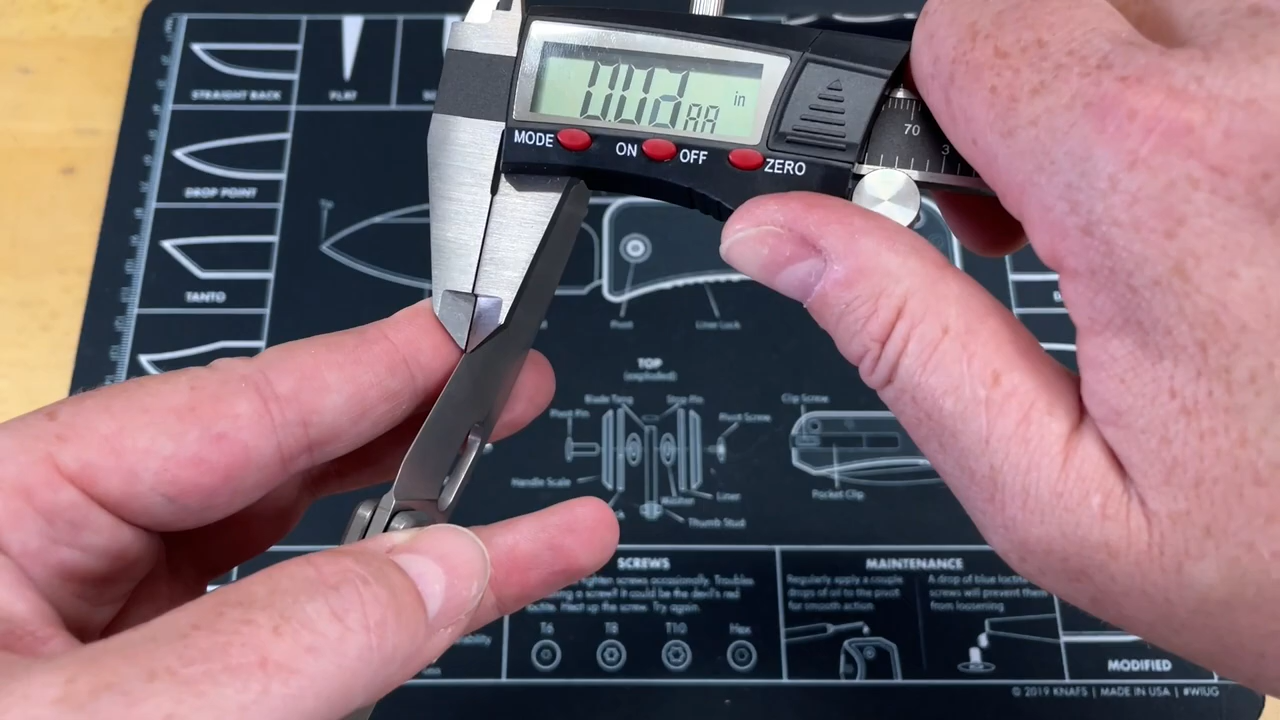 in
MODE
ON
OFF
ZERO
70
3
STRAIGHT BACK
FLAT
DROP POINT
TANTO
Pivot
Liner Lock
TOP
(exploded)
Blade Tang
Stop Pin
Pivot Pin
Pivot Screw
Clip Screw
Handle Scale
Washer
Liner
Thumb Stud
Pocket Clip
SCREWS
tighten screws occasionally. Troubles
a screw? It could be the devil's red
Heat up the screw. Try again.
T6
T8
T10
Hex
MAINTENANCE
Regularly apply a couple
drops of oil to the pivot
for smooth action.
A drop of blue loctite
screws will prevent them
from loosening.
MODIFIED
© 2019 KNAFS | MADE IN USA | #WIUG